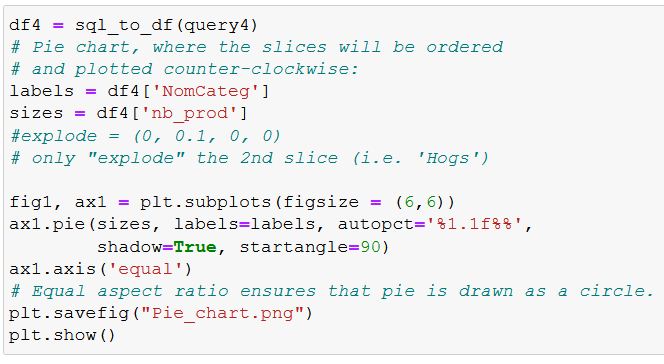 df4 = sql_to_df(query4)
# Pie chart, where the slices will be ordered
# and plotted counter-clockwise:
labels = df4['NomCateg']
sizes = df4['nb_prod']
#explode = (0, 0.1, 0, 0)
# only "explode" the 2nd slice (i.e. 'Hogs')

fig1, ax1 = plt.subplots(figsize = (6,6))
ax1.pie(sizes, labels=labels, autopct='%1.1f%%',
        shadow=True, startangle=90)
ax1.axis('equal')
# Equal aspect ratio ensures that pie is drawn as a circle.
plt.savefig("Pie_chart.png")
plt.show()